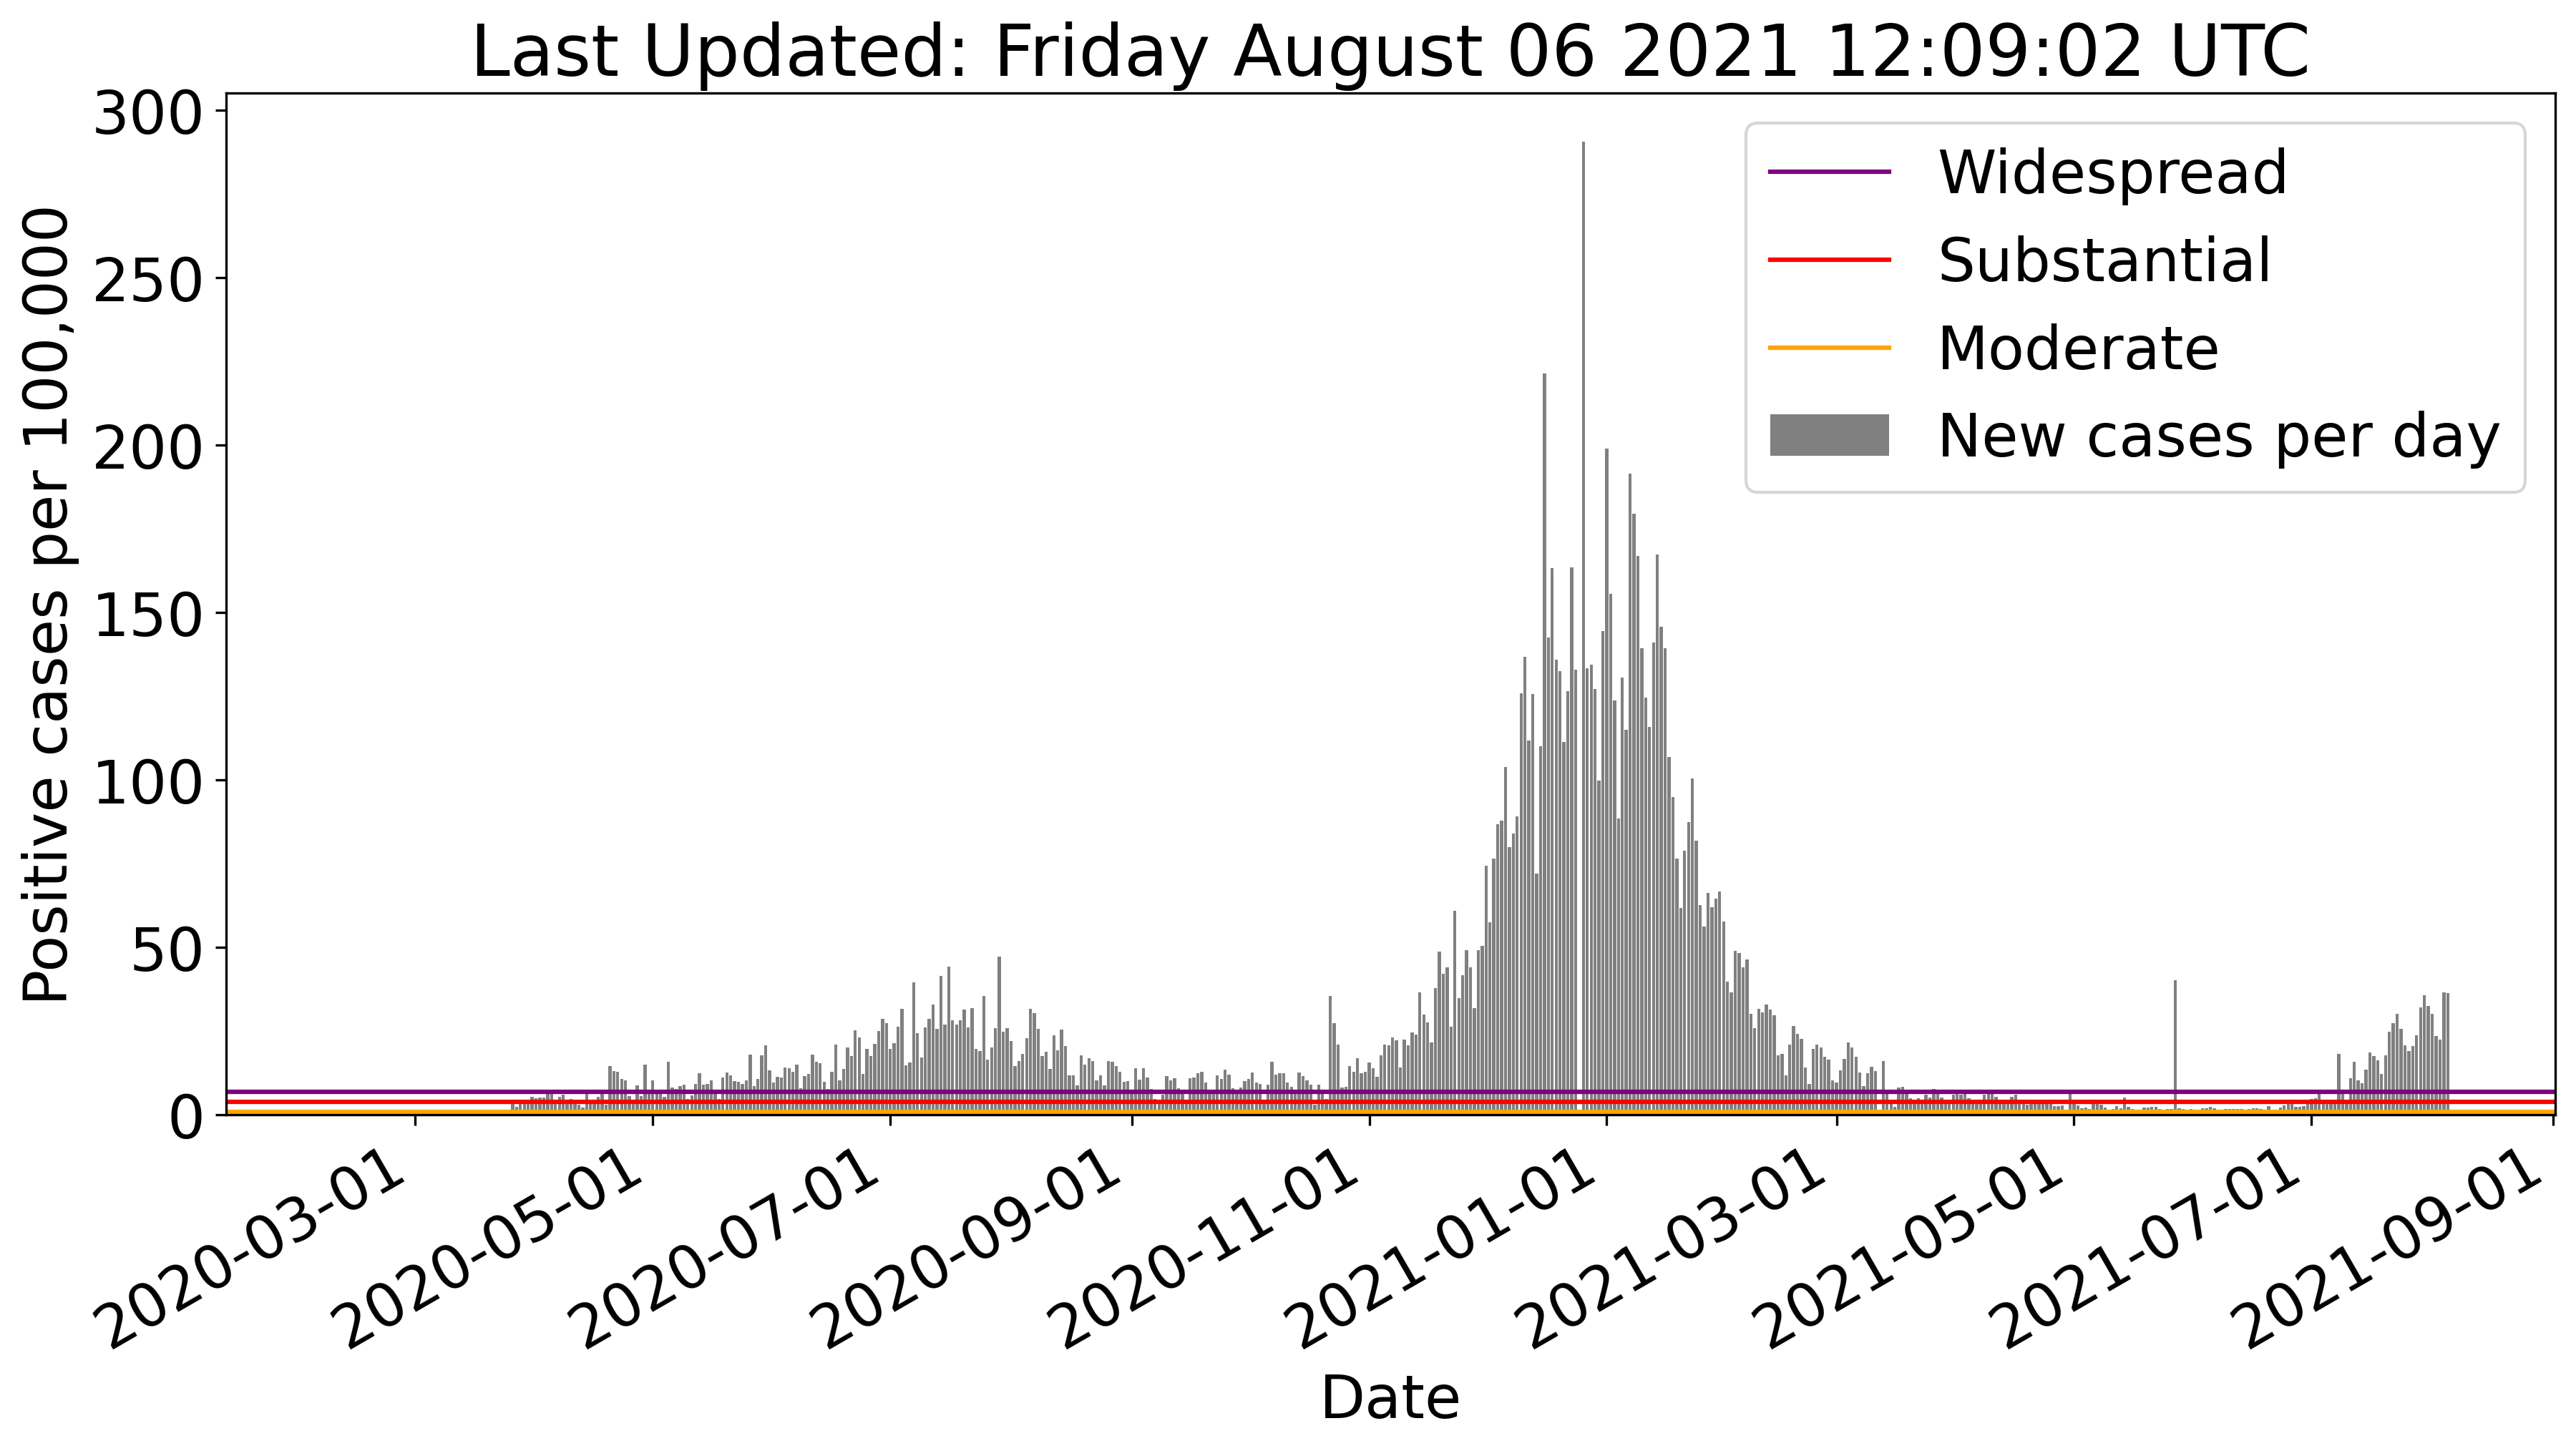 Last Updated: Friday August 06 2021 12:09:02 UTC
Positive cases per 100,000
300
250
200
150
100
50
0
Widespread
Substantial
Moderate
New cases per day
2020-03-01
2020-05-01
2020-07-01
2020-09-01
2020-11-01
2021-01-01
2021-03-01
2021-05-01
2021-07-01
2021-09-01
Date